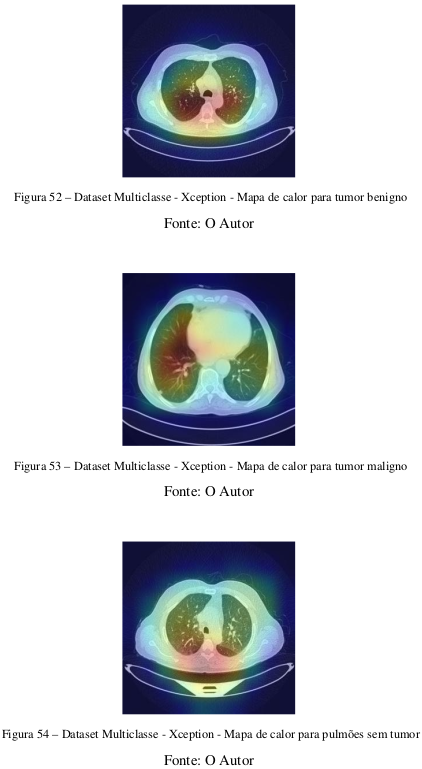 Figura 52 – Dataset Multiclasse - Xception - Mapa de calor para tumor benigno
Fonte: O Autor
Figura 53 – Dataset Multiclasse - Xception - Mapa de calor para tumor maligno
Fonte: O Autor
Figura 54 – Dataset Multiclasse - Xception - Mapa de calor para pulmões sem tumor
Fonte: O Autor